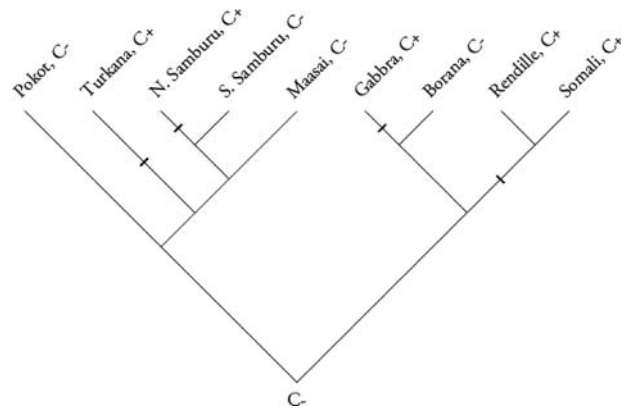 Pokot, C-
Turkana, C+
N. Samburu, C+
S. Samburu, C-
Maasai, C-
Gabbra, C+
Borana, C-
Rendille, C+
Somali, C+
C-